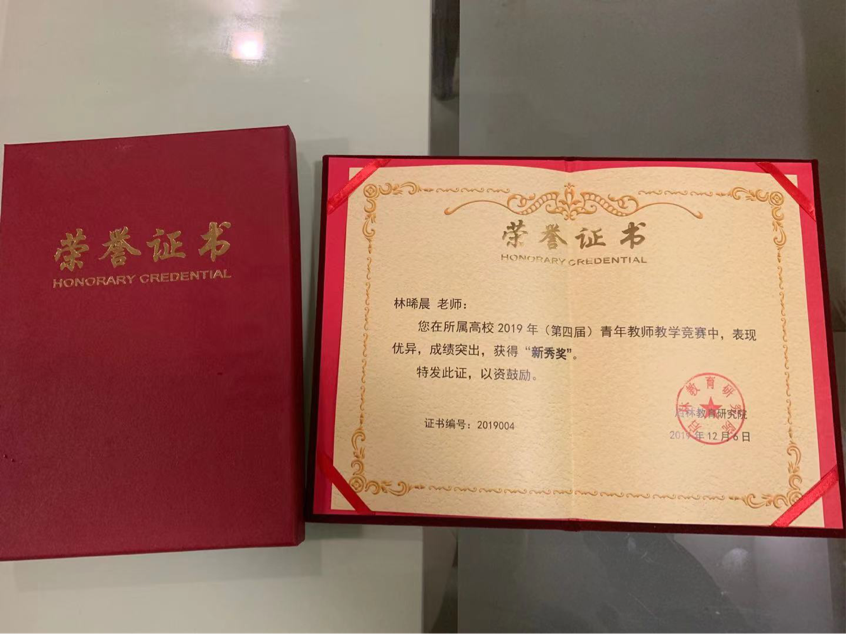 荣誉证书
HONORARY CREDENTIAL
荣誉证书
HONORARY CREDENTIAL
林晞晨 老师：
您在所属高校 2019 年（第四届）青年教师教学竞赛中，表现
优异，成绩突出，获得“新秀奖”。
特发此证，以资鼓励。
证书编号：2019004
林教育研究院
2019 年 12 月 6 日